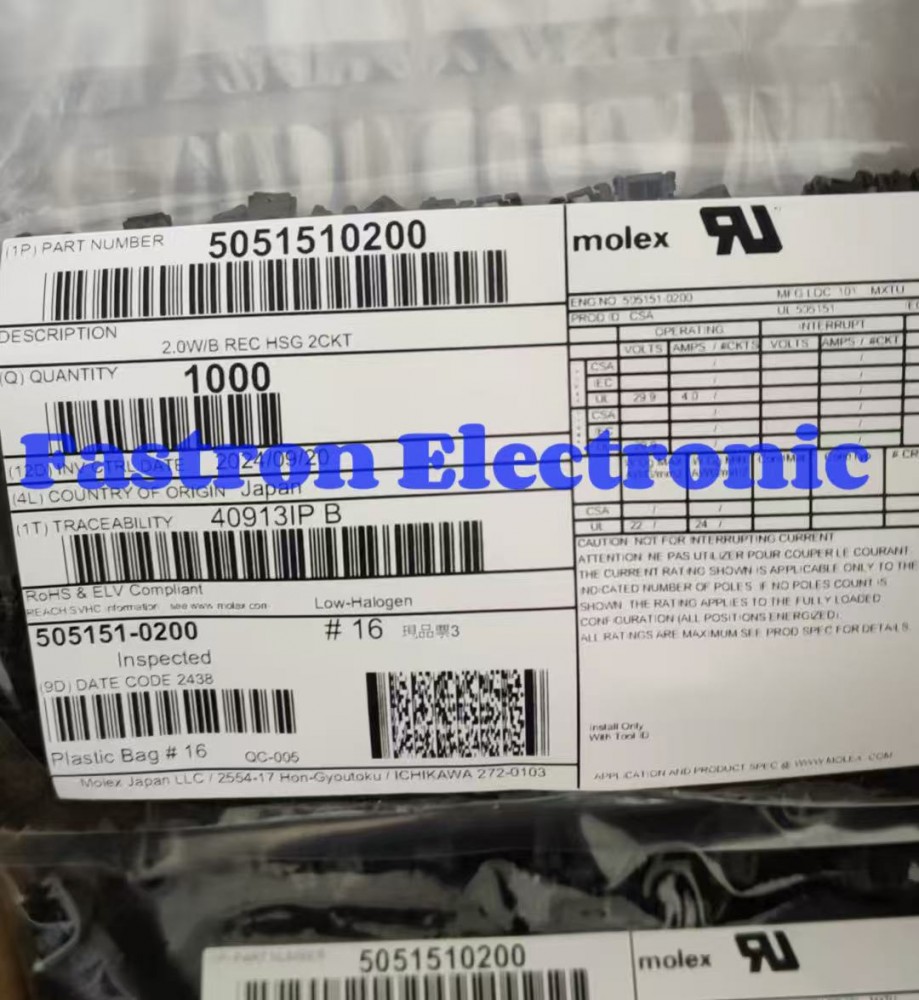 (1P) PART NUMBER 5051510200
DESCRIPTION
2.0W/B REC HSG 2CKT
(Q) QUANTITY 1000
Fastron Electronic
(12D) INV CTRL DATE 2024/09/20
(4L) COUNTRY OF ORIGIN Japan
(1T) TRACEABILITY 40913IP B
RoHS & ELV Compliant
REACH SVHC information see www.molex.com Low-Halogen
505151-0200 # 16 現品票3
Inspected
(9D) DATE CODE 2438
Plastic Bag # 16 QC-005
Molex Japan LLC / 2554-17 Hon-Gyoutoku / ICHIKAWA 272-0103
molex
ENG NO 505151-0200 MFG LOC 101 MXTU
PROD ID CSA UL 505151
OPERATING INTERRUPT
VOLTS AMPS / #CKTS VOLTS AMPS / #CKT
CSA /
IEC /
UL 29.9 4.0 /
CSA /
# CR
CSA / /
UL 22 / 24 /
CAUTION NOT FOR INTERRUPTING CURRENT
ATTENTION NE PAS UTILIZER POUR COUPER LE COURANT
THE CURRENT RATING SHOWN IS APPLICABLE ONLY TO THE
INDICATED NUMBER OF POLES IF NO POLES COUNT IS
SHOWN THE RATING APPLIES TO THE FULLY LOADED
CONFIGURATION (ALL POSITIONS ENERGIZED).
ALL RATINGS ARE MAXIMUM SEE PROD SPEC FOR DETAILS.
Install Only
With Tool ID
APPLICATION AND PRODUCT SPEC @ WWW.MOLEX.COM
PART NUMBER 5051510200
molex